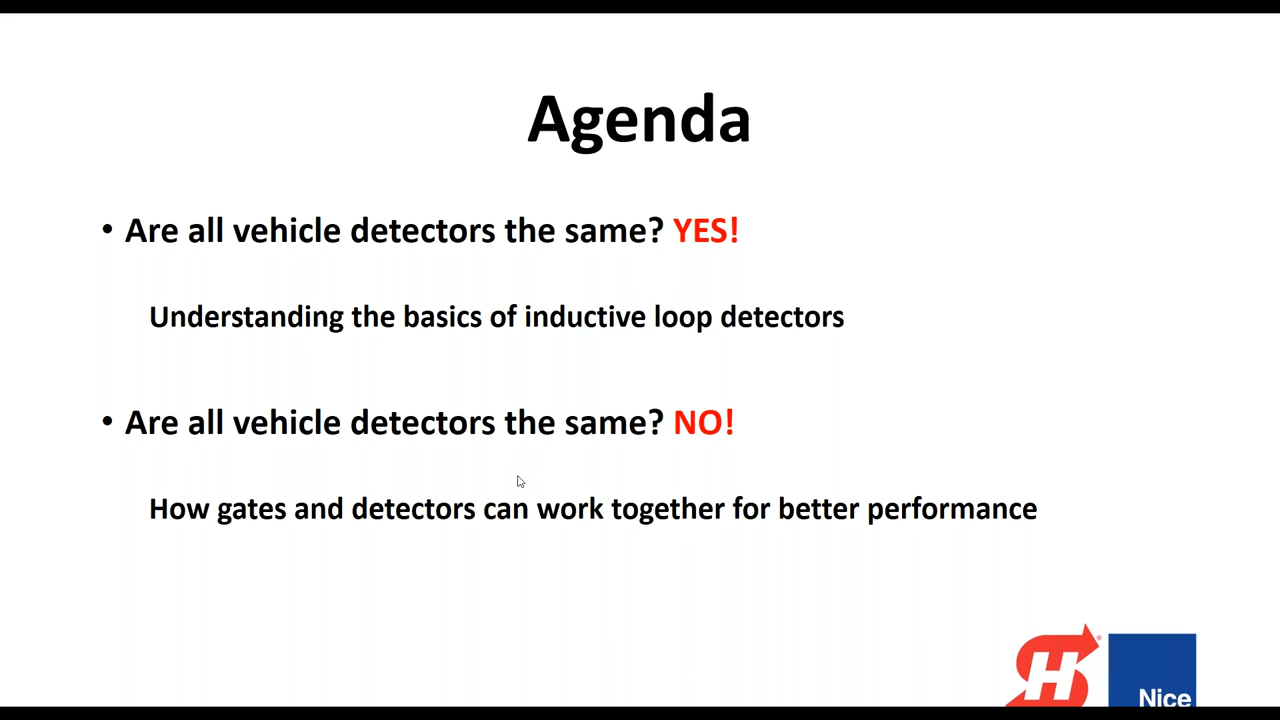 Agenda
• Are all vehicle detectors the same? YES!
Understanding the basics of inductive loop detectors
• Are all vehicle detectors the same? NO!
How gates and detectors can work together for better performance
H®
Nice